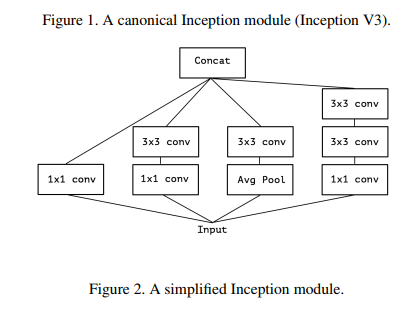 Figure 1. A canonical Inception module (Inception V3).
Concat
3x3 conv
3x3 conv 3x3 conv 3x3 conv
1x1 conv 1x1 conv Avg Pool 1x1 conv
Input
Figure 2. A simplified Inception module.